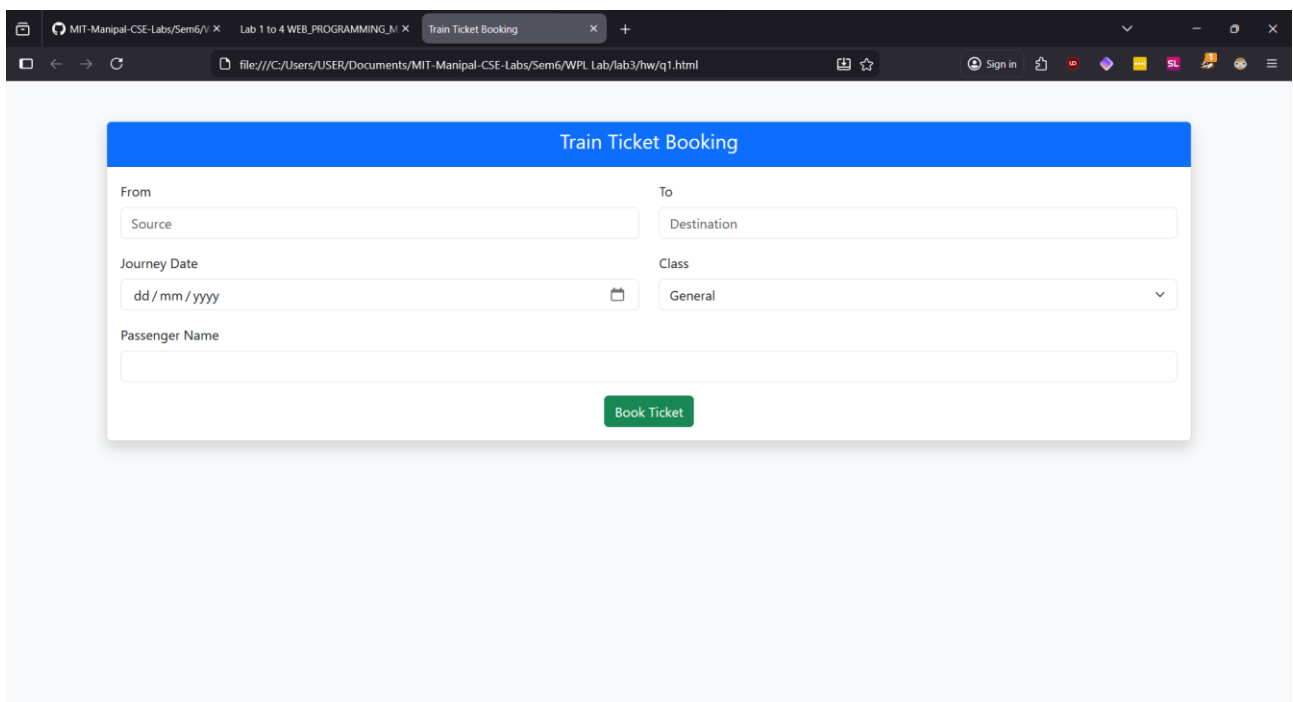 MIT-Manipal-CSE-Labs/Sem6/
Lab 1 to 4 WEB_PROGRAMMING_M
Train Ticket Booking
file:///C:/Users/USER/Documents/MIT-Manipal-CSE-Labs/Sem6/WPL Lab/lab3/hw/q1.html
Sign in
SL
1
Train Ticket Booking
From
To
Source
Destination
Journey Date
Class
dd / mm / yyyy
General
Passenger Name
Book Ticket